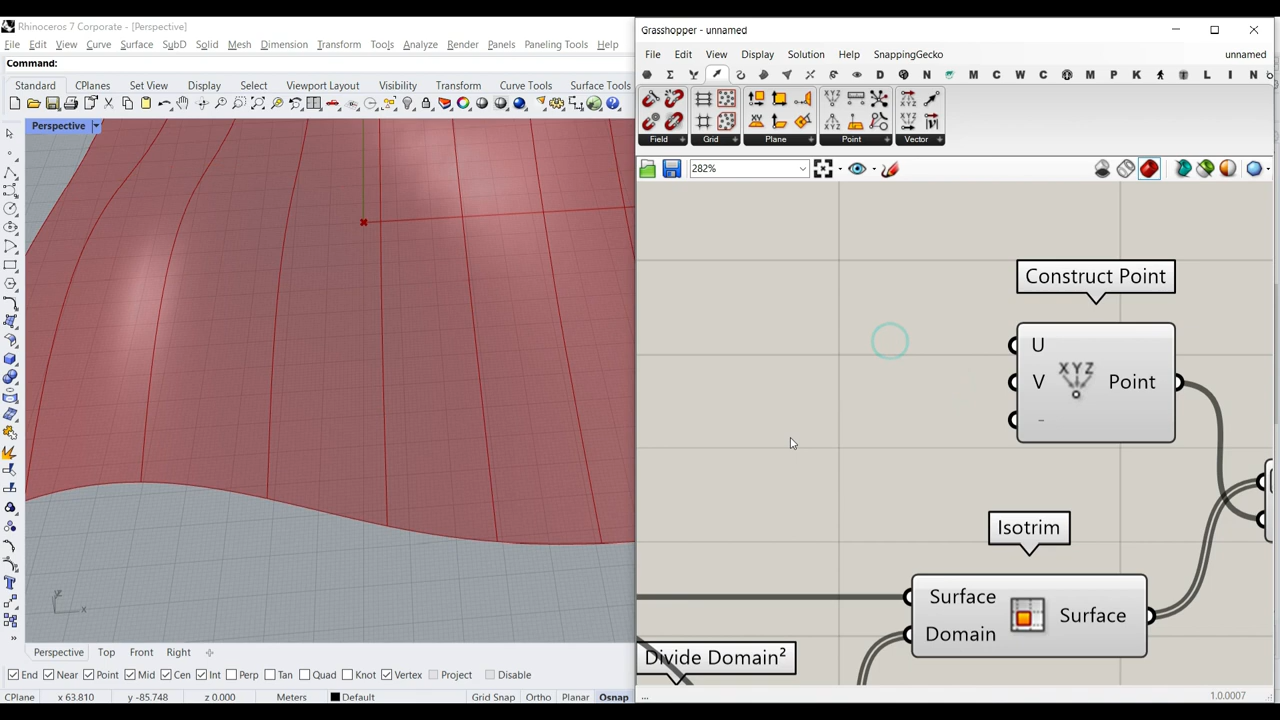 Rhinoceros 7 Corporate - [Perspective]
File Edit View Curve Surface SubD Solid Mesh Dimension Transform Tools Analyze Render Panels Paneling Tools Help
Command:
Standard CPlanes Set View Display Select Viewport Layout Visibility Transform Curve Tools Surface Tools
Perspective
Perspective Top Front Right
End Near Point Mid Cen Int Perp Tan Quad Knot Vertex Project Disable
CPlane x 63.810 y -85.748 z 0.000 Meters Default Grid Snap Ortho Planar Osnap
Grasshopper - unnamed
File Edit View Display Solution Help SnappingGecko unnamed
D N M C W C M P K L I N
Field Grid Plane Point Vector
282%
Construct Point
U
V
-
XYZ
Point
Isotrim
Surface
Domain
Surface
Divide Domain²
... 1.0.0007